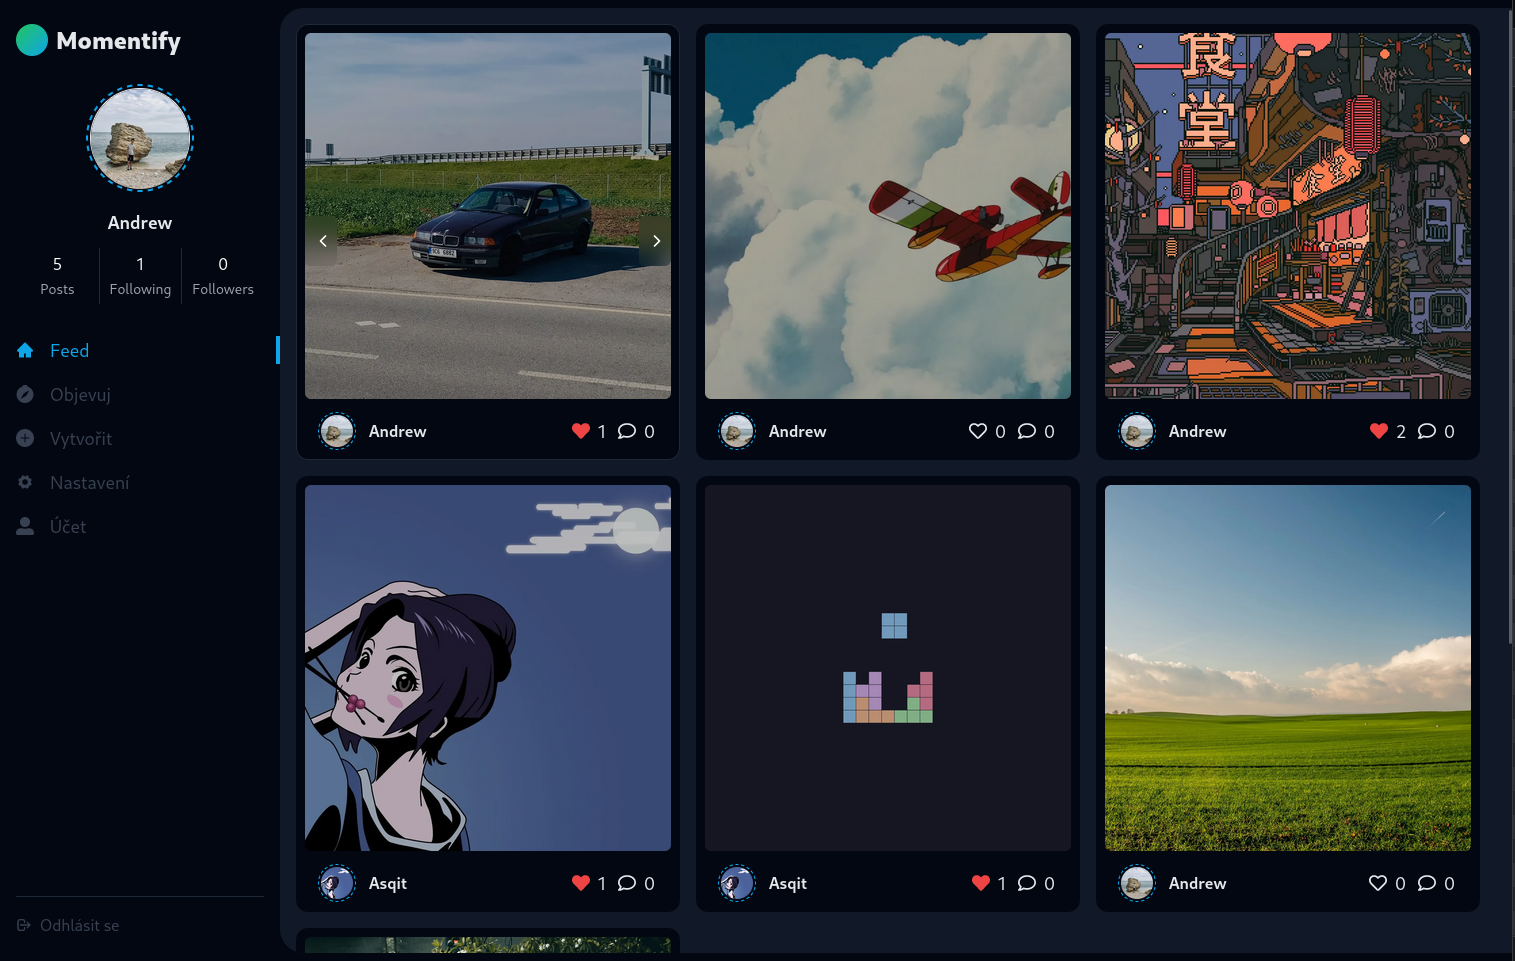 Momentify
Andrew
5 1 0
Posts Following Followers
Feed
Objevuj
Vytvořit
Nastavení
Účet
Odhlásit se
食
堂
Andrew 1 0
Andrew 0 0
Andrew 2 0
Asqit 1 0
Asqit 1 0
Andrew 0 0